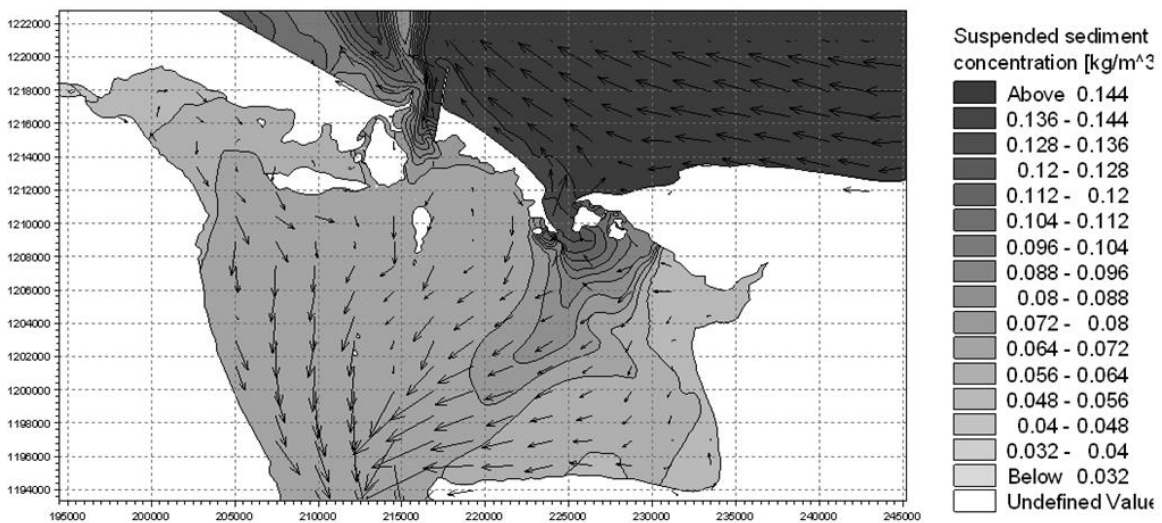 1222000
1220000
1218000
1216000
1214000
1212000
1210000
1208000
1206000
1204000
1202000
1200000
1198000
1196000
1194000
195000 200000 205000 210000 215000 220000 225000 230000 235000 240000 245000
Suspended sediment
concentration [kg/m^3
Above 0.144
0.136 - 0.144
0.128 - 0.136
0.12 - 0.128
0.112 - 0.12
0.104 - 0.112
0.096 - 0.104
0.088 - 0.096
0.08 - 0.088
0.072 - 0.08
0.064 - 0.072
0.056 - 0.064
0.048 - 0.056
0.04 - 0.048
0.032 - 0.04
Below 0.032
Undefined Value